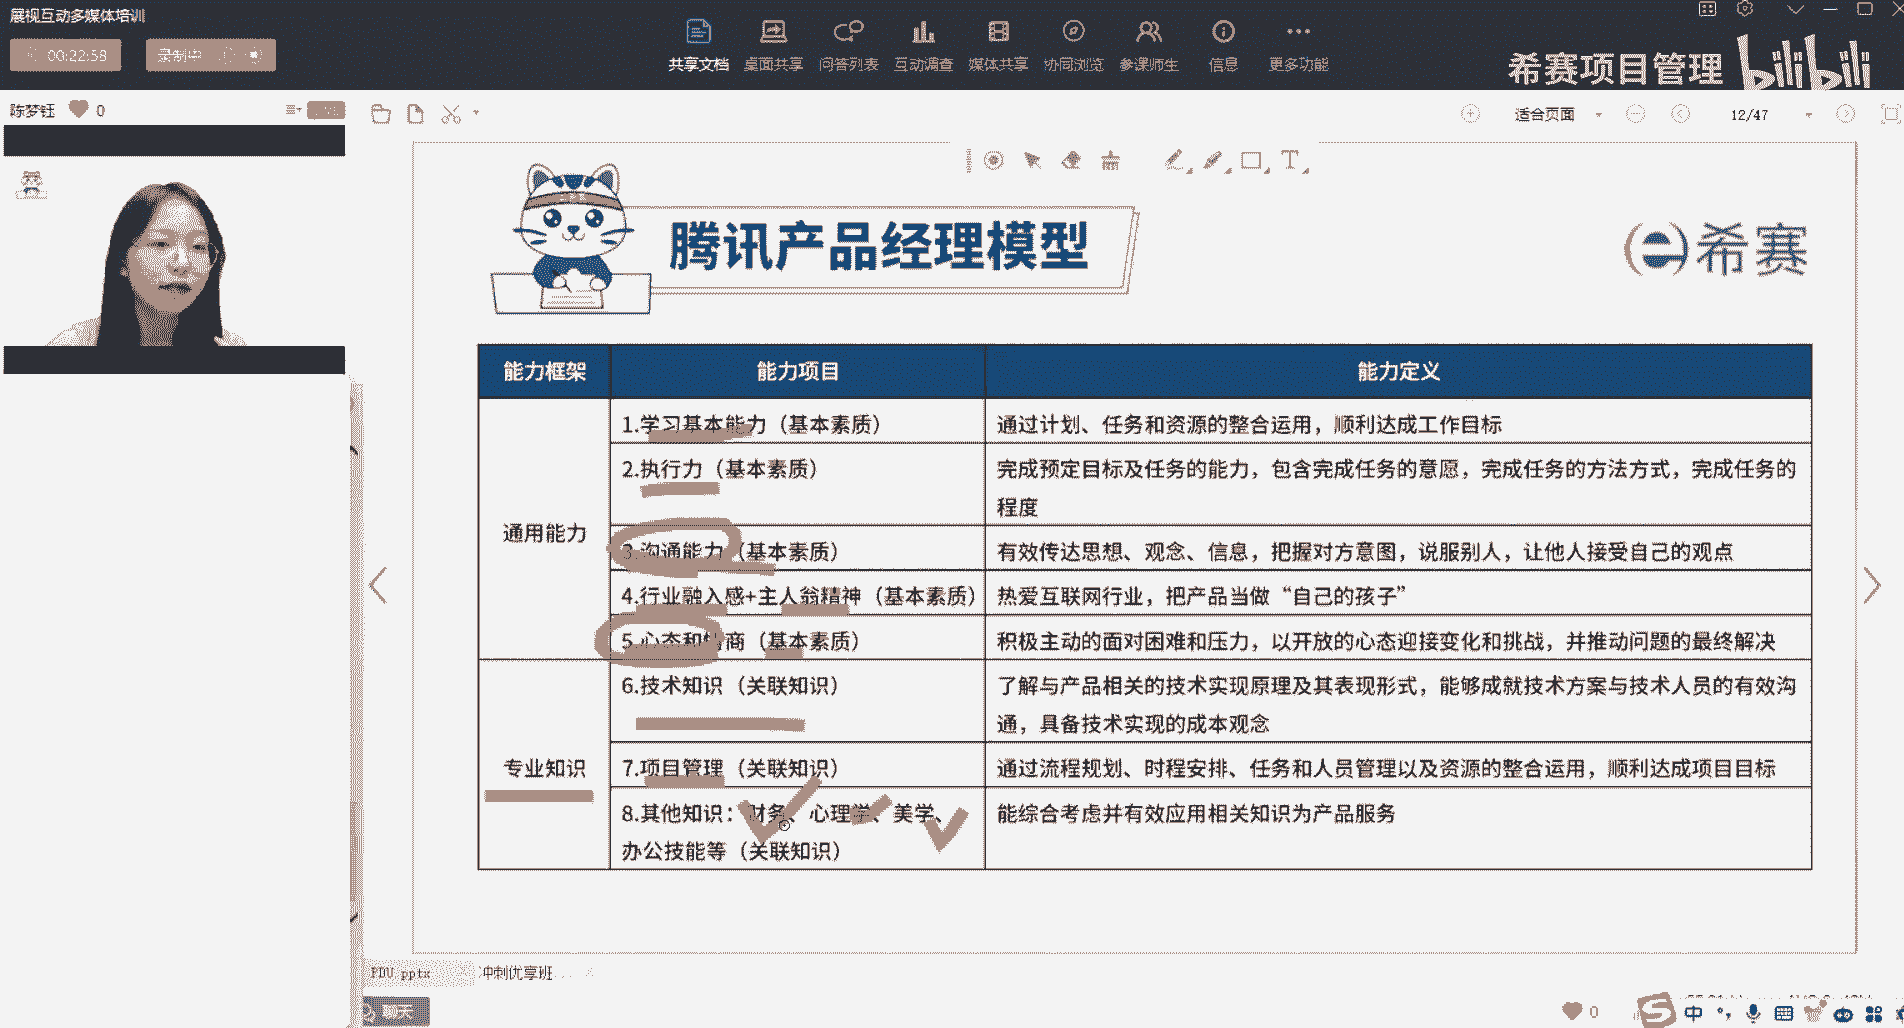 展视互动多媒体培训
00:22:58
录制中
共享文档
桌面共享
问答列表
互动调查
媒体共享
协同浏览
参课师生
信息
更多功能
希赛项目管理
bilibili
陈梦钰
0
适合页面
12/47
腾讯产品经理模型
希赛
能力框架
能力项目
能力定义
通用能力
1.学习基本能力（基本素质）
通过计划、任务和资源的整合运用，顺利达成工作目标
2.执行力（基本素质）
完成预定目标及任务的能力，包含完成任务的意愿，完成任务的方法方式，完成任务的
程度
3.沟通能力（基本素质）
有效传达思想、观念、信息，把握对方意图，说服别人，让他人接受自己的观点
4.行业融入感+主人翁精神（基本素质）
热爱互联网行业，把产品当做“自己的孩子”
5.心态和情商（基本素质）
积极主动的面对困难和压力，以开放的心态迎接变化和挑战，并推动问题的最终解决
专业知识
6.技术知识（关联知识）
了解与产品相关的技术实现原理及其表现形式，能够成就技术方案与技术人员的有效沟
通，具备技术实现的成本观念
7.项目管理（关联知识）
通过流程规划、时程安排、任务和人员管理以及资源的整合运用，顺利达成项目目标
8.其他知识：财务、心理学、美学、
办公技能等（关联知识）
能综合考虑并有效应用相关知识为产品服务
PDU.pptx
冲刺优享班...
聊天
0
中